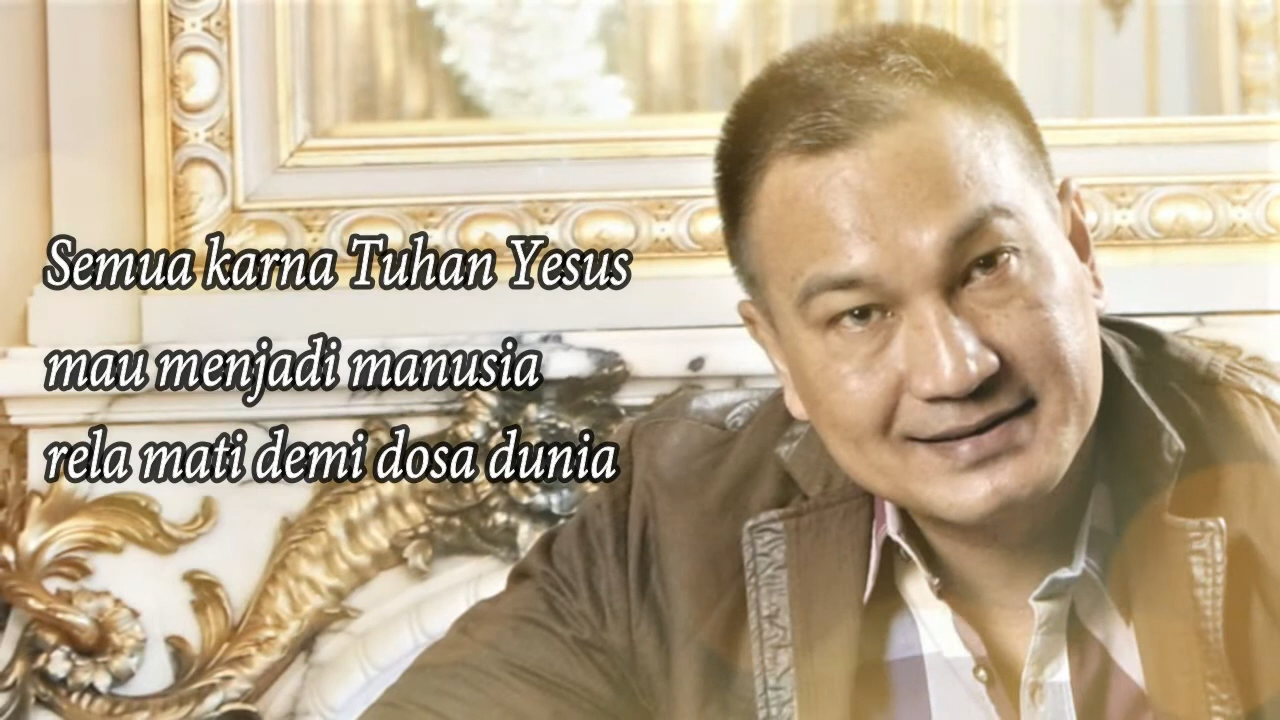 Semua karna Tuhan Yesus
mau menjadi manusia
rela mati demi dosa dunia